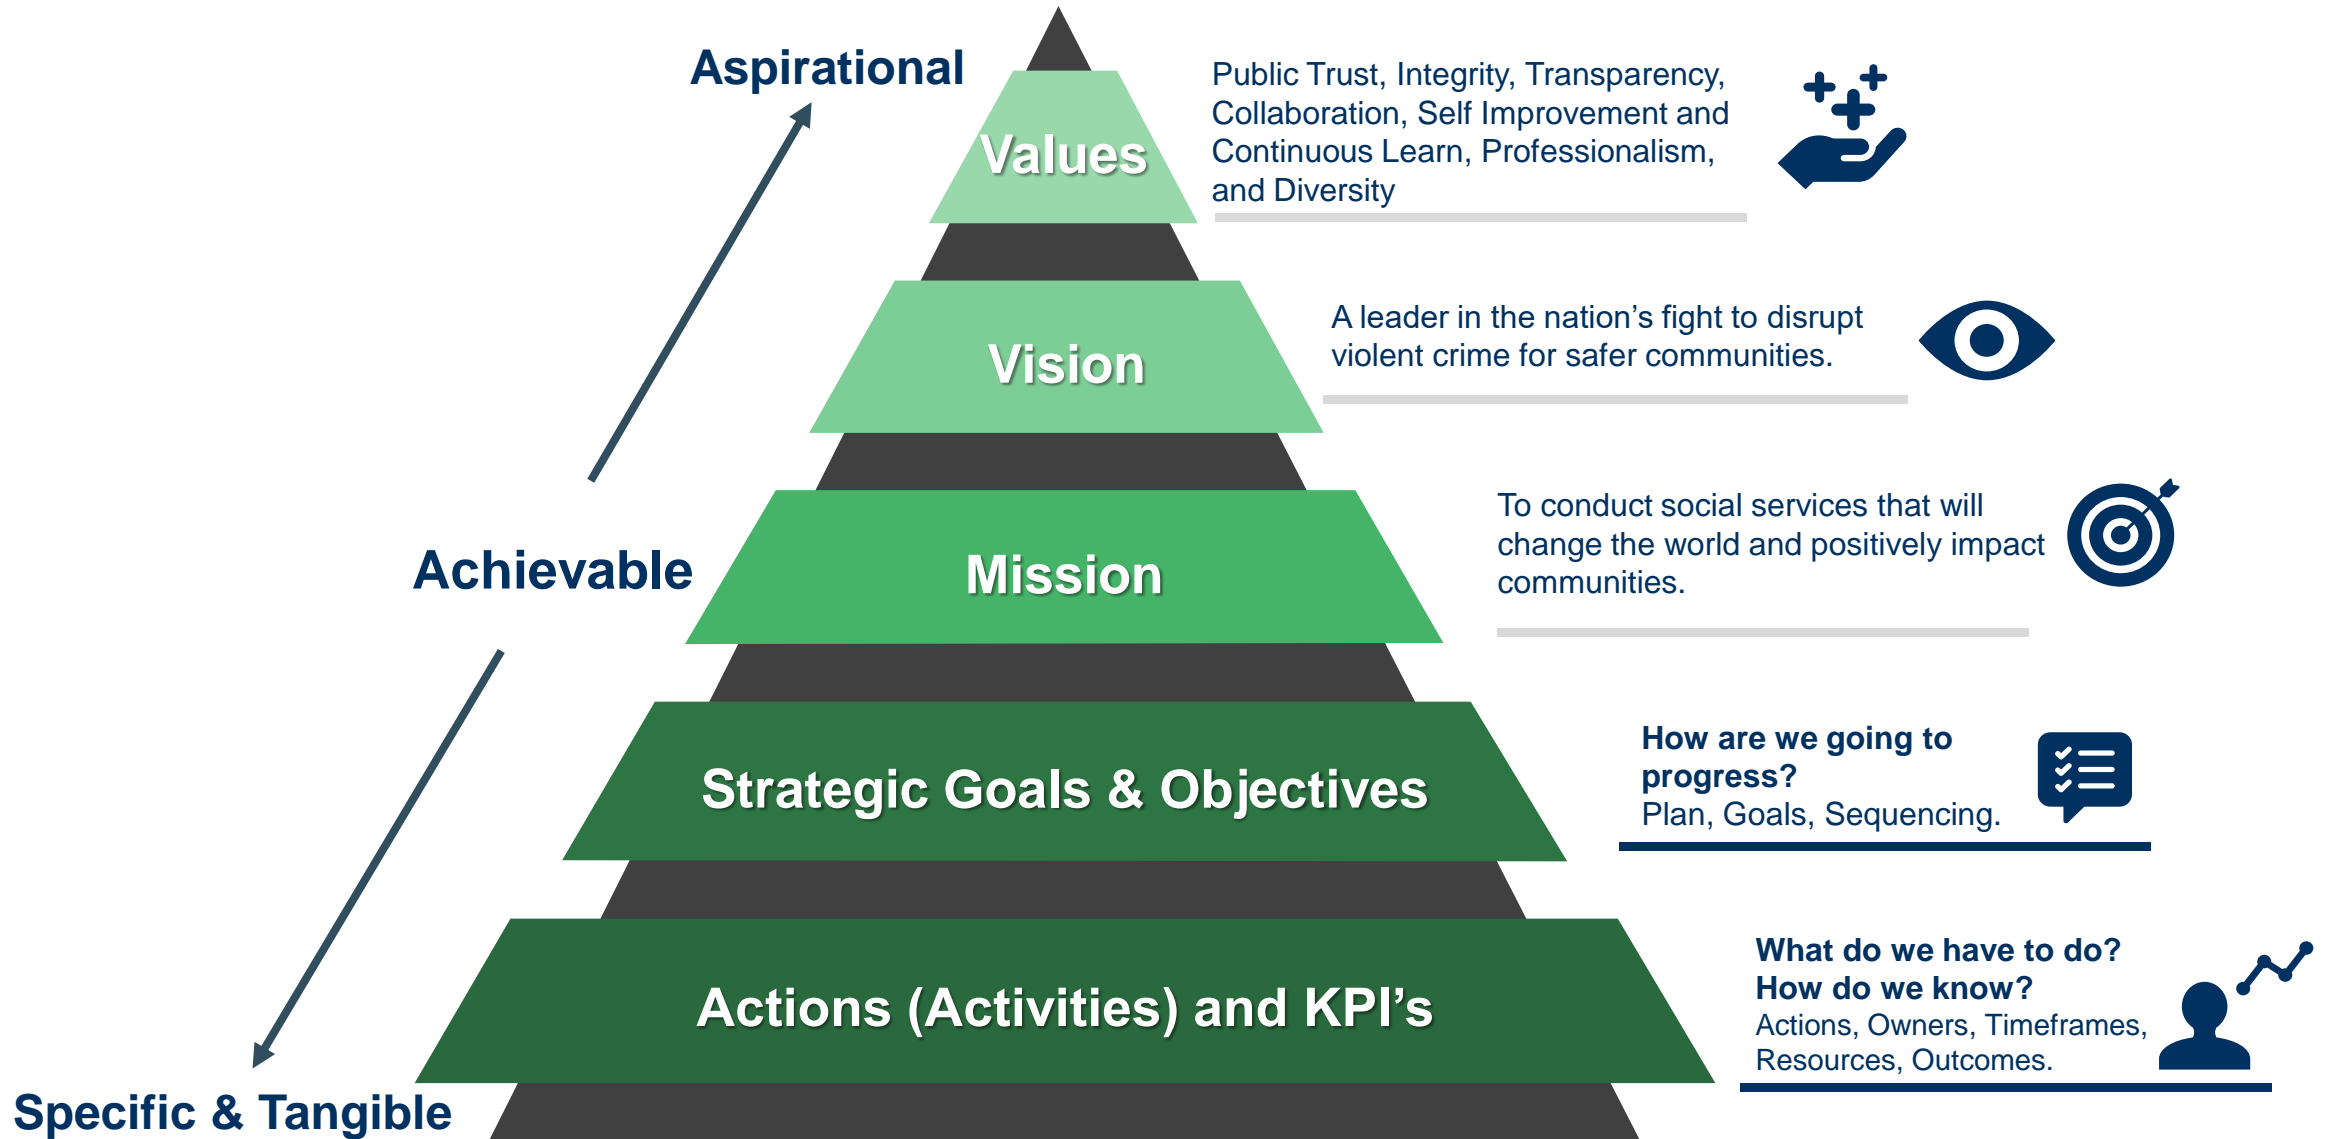 Aspirational
Values
Public Trust, Integrity, Transparency,
Collaboration, Self Improvement and
Continuous Learn, Professionalism,
and Diversity
Vision
A leader in the nation’s fight to disrupt
violent crime for safer communities.
Achievable
Mission
To conduct social services that will
change the world and positively impact
communities.
Strategic Goals & Objectives
How are we going to
progress?
Plan, Goals, Sequencing.
Actions (Activities) and KPI’s
What do we have to do?
How do we know?
Actions, Owners, Timeframes,
Resources, Outcomes.
Specific & Tangible